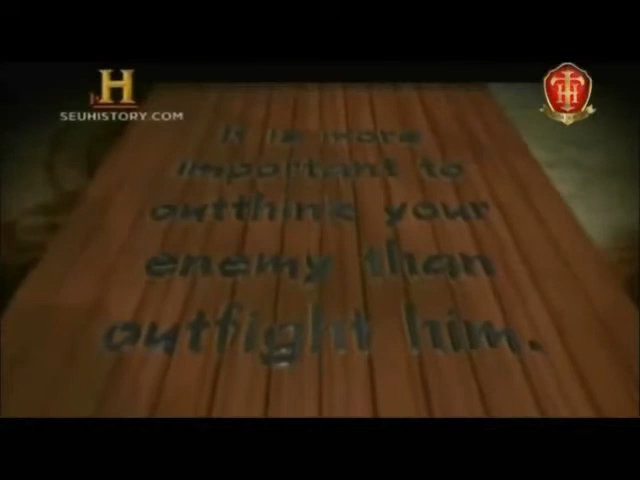 H
SEUHISTORY.COM
It is more
important to
outthink your
enemy than
outfight him.